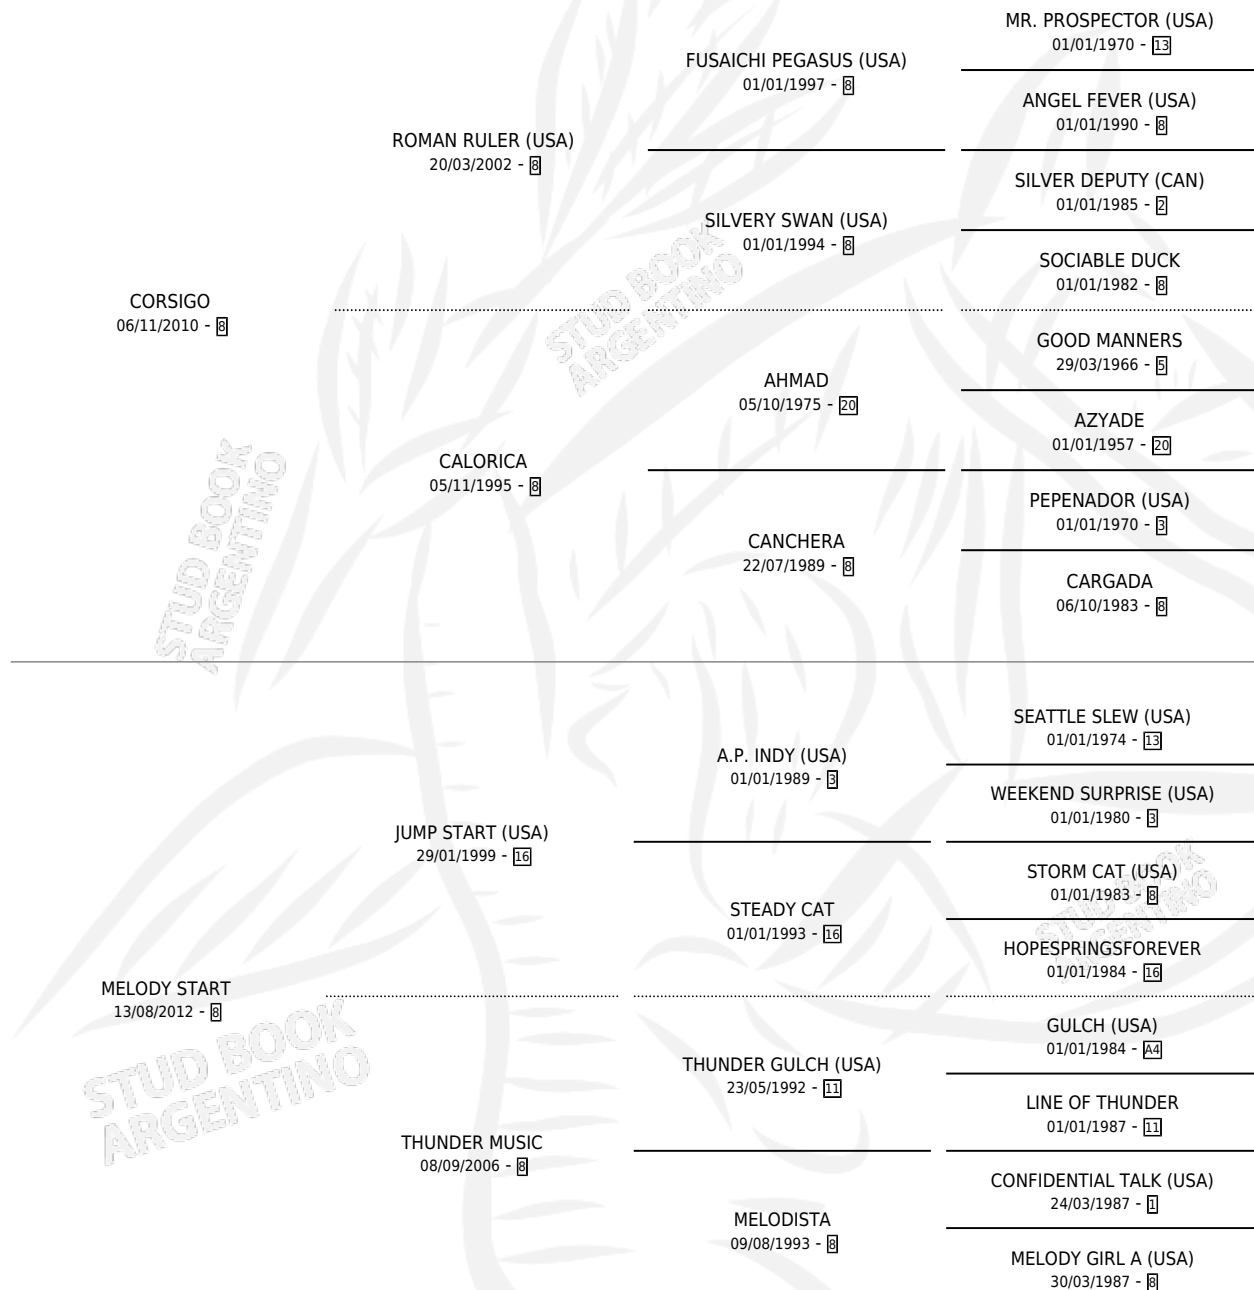 MR. PROSPECTOR (USA)
01/01/1970 - 13
FUSAICHI PEGASUS (USA)
01/01/1997 - 8
ANGEL FEVER (USA)
01/01/1990 - 8
ROMAN RULER (USA)
20/03/2002 - 8
SILVER DEPUTY (CAN)
01/01/1985 - 2
SILVERY SWAN (USA)
01/01/1994 - 8
SOCIABLE DUCK
01/01/1982 - 8
CORSIGO
06/11/2010 - 8
GOOD MANNERS
29/03/1966 - 5
AHMAD
05/10/1975 - 20
AZYADE
01/01/1957 - 20
CALORICA
05/11/1995 - 8
PEPENADOR (USA)
01/01/1970 - 3
CANCHERA
22/07/1989 - 8
CARGADA
06/10/1983 - 8
SEATTLE SLEW (USA)
01/01/1974 - 13
A.P. INDY (USA)
01/01/1989 - 3
WEEKEND SURPRISE (USA)
01/01/1980 - 3
JUMP START (USA)
29/01/1999 - 16
STORM CAT (USA)
01/01/1983 - 8
STEADY CAT
01/01/1993 - 16
HOPESPRINGSFOREVER
01/01/1984 - 16
MELODY START
13/08/2012 - 8
GULCH (USA)
01/01/1984 - A4
THUNDER GULCH (USA)
23/05/1992 - 11
LINE OF THUNDER
01/01/1987 - 11
THUNDER MUSIC
08/09/2006 - 8
CONFIDENTIAL TALK (USA)
24/03/1987 - 1
MELODISTA
09/08/1993 - 8
MELODY GIRL A (USA)
30/03/1987 - 8
STUD BOOK
ARGENTINO
STUD BOOK
ARGENTINO
STUD BOOK
ARGENTINO
STUD BOOK
ARGENTINO